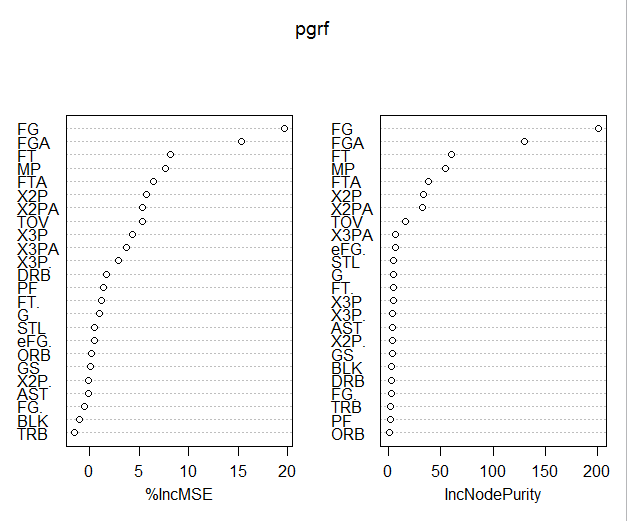 pgrf
FG
FGA
FT
MP
FTA
X2P
X2PA
TOV
X3P
X3PA
X3P.
DRB
PF
FT.
G
STL
eFG.
ORB
GS
X2P.
AST
FG.
BLK
TRB
0 5 10 15 20
%IncMSE
FG
FGA
FT
MP
FTA
X2P
X2PA
TOV
X3PA
eFG.
STL
G
FT.
X3P
X3P.
AST
X2P.
GS
BLK
DRB
FG.
TRB
PF
ORB
0 50 100 150 200
IncNodePurity